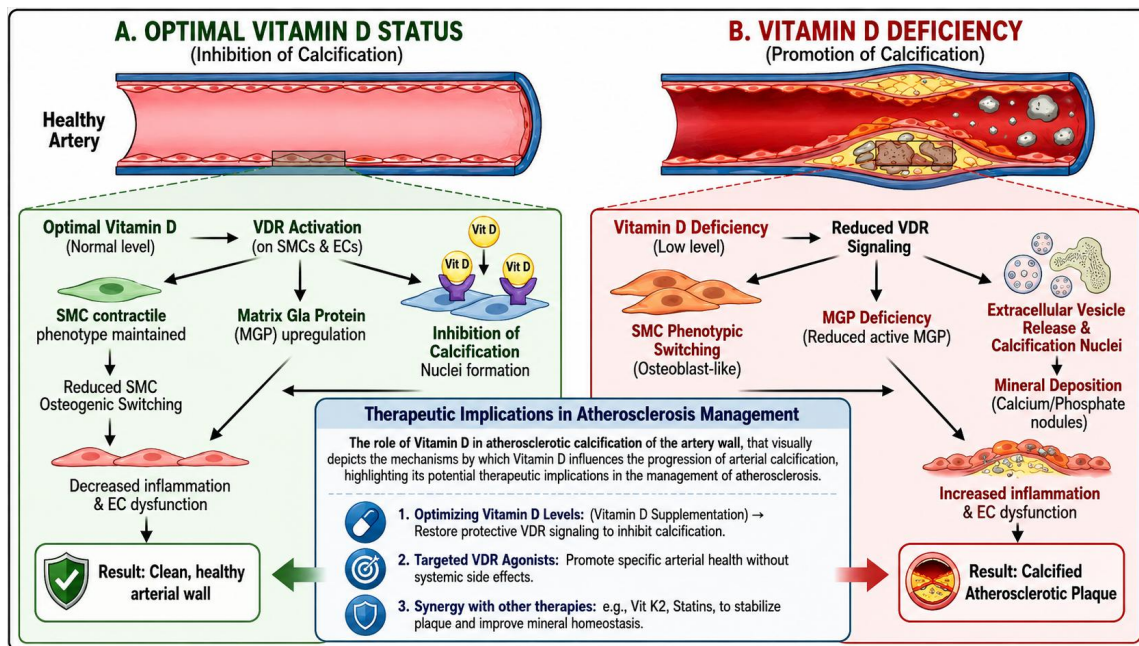 A. OPTIMAL VITAMIN D STATUS
(Inhibition of Calcification)
Healthy
Artery
Optimal Vitamin D
(Normal level)
VDR Activation
(on SMCs & ECs)
Vit D
Vit D
Vit D
SMC contractile
phenotype maintained
Matrix Gla Protein
(MGP) upregulation
Inhibition of
Calcification
Nuclei formation
Reduced SMC
Osteogenic Switching
Decreased inflammation
& EC dysfunction
Result: Clean, healthy
arterial wall
B. VITAMIN D DEFICIENCY
(Promotion of Calcification)
Vitamin D Deficiency
(Low level)
Reduced VDR
Signaling
SMC Phenotypic
Switching
(Osteoblast-like)
MGP Deficiency
(Reduced active MGP)
Extracellular Vesicle
Release &
Calcification Nuclei
Mineral Deposition
(Calcium/Phosphate
nodules)
Increased inflammation
& EC dysfunction
Result: Calcified
Atherosclerotic Plaque
Therapeutic Implications in Atherosclerosis Management
The role of Vitamin D in atherosclerotic calcification of the artery wall, that visually
depicts the mechanisms by which Vitamin D influences the progression of arterial calcification,
highlighting its potential therapeutic implications in the management of atherosclerosis.
1. Optimizing Vitamin D Levels: (Vitamin D Supplementation) →
Restore protective VDR signaling to inhibit calcification.
2. Targeted VDR Agonists: Promote specific arterial health without
systemic side effects.
3. Synergy with other therapies: e.g., Vit K2, Statins, to stabilize
plaque and improve mineral homeostasis.